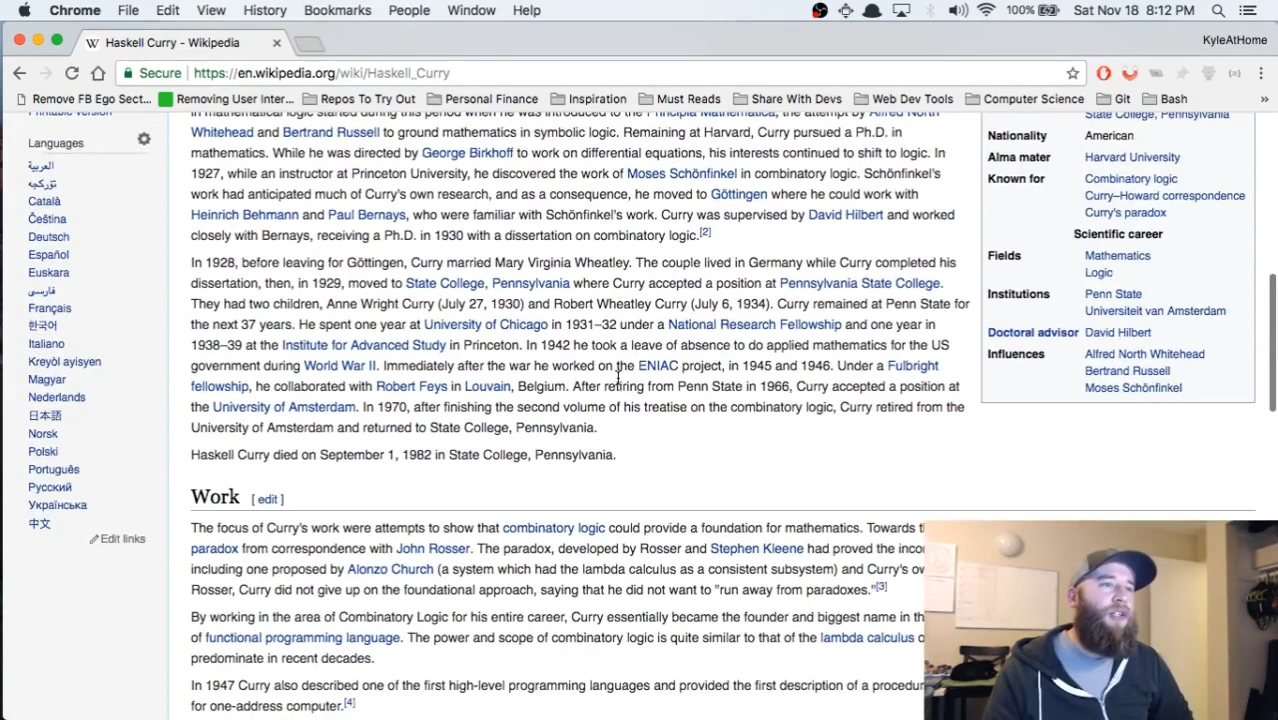 Chrome File Edit View History Bookmarks People Window Help 100% Sat Nov 18 8:12 PM
Haskell Curry - Wikipedia KyleAtHome
Secure https://en.wikipedia.org/wiki/Haskell_Curry
Remove FB Ego Sect... Removing User Inter... Repos To Try Out Personal Finance Inspiration Must Reads Share With Devs Web Dev Tools Computer Science Git Bash »
Printable version
Languages
العربية
تۆرکجه
Català
Čeština
Deutsch
Español
Euskara
فارسی
Français
한국어
Italiano
Kreyòl ayisyen
Magyar
Nederlands
日本語
Norsk
Polski
Português
Русский
Українська
中文
Edit links
in mathematical logic started during this period when he was introduced to the Principia Mathematica, the attempt by Alfred North
Whitehead and Bertrand Russell to ground mathematics in symbolic logic. Remaining at Harvard, Curry pursued a Ph.D. in
mathematics. While he was directed by George Birkhoff to work on differential equations, his interests continued to shift to logic. In
1927, while an instructor at Princeton University, he discovered the work of Moses Schönfinkel in combinatory logic. Schönfinkel's
work had anticipated much of Curry's own research, and as a consequence, he moved to Göttingen where he could work with
Heinrich Behmann and Paul Bernays, who were familiar with Schönfinkel's work. Curry was supervised by David Hilbert and worked
closely with Bernays, receiving a Ph.D. in 1930 with a dissertation on combinatory logic.[2]
In 1928, before leaving for Göttingen, Curry married Mary Virginia Wheatley. The couple lived in Germany while Curry completed his
dissertation, then, in 1929, moved to State College, Pennsylvania where Curry accepted a position at Pennsylvania State College.
They had two children, Anne Wright Curry (July 27, 1930) and Robert Wheatley Curry (July 6, 1934). Curry remained at Penn State for
the next 37 years. He spent one year at University of Chicago in 1931–32 under a National Research Fellowship and one year in
1938–39 at the Institute for Advanced Study in Princeton. In 1942 he took a leave of absence to do applied mathematics for the US
government during World War II. Immediately after the war he worked on the ENIAC project, in 1945 and 1946. Under a Fulbright
fellowship, he collaborated with Robert Feys in Louvain, Belgium. After retiring from Penn State in 1966, Curry accepted a position at
the University of Amsterdam. In 1970, after finishing the second volume of his treatise on the combinatory logic, Curry retired from the
University of Amsterdam and returned to State College, Pennsylvania.
Haskell Curry died on September 1, 1982 in State College, Pennsylvania.
Work [ edit ]
The focus of Curry's work were attempts to show that combinatory logic could provide a foundation for mathematics. Towards
paradox from correspondence with John Rosser. The paradox, developed by Rosser and Stephen Kleene had proved the
including one proposed by Alonzo Church (a system which had the lambda calculus as a consistent subsystem) and Curry's
Rosser, Curry did not give up on the foundational approach, saying that he did not want to "run away from paradoxes."[3]
By working in the area of Combinatory Logic for his entire career, Curry essentially became the founder and biggest name in
of functional programming language. The power and scope of combinatory logic is quite similar to that of the lambda calculus
predominate in recent decades.
In 1947 Curry also described one of the first high-level programming languages and provided the first description of a
for one-address computer.[4]
State College, Pennsylvania
Nationality American
Alma mater Harvard University
Known for Combinatory logic
Curry–Howard correspondence
Curry's paradox
Scientific career
Fields Mathematics
Logic
Institutions Penn State
Universiteit van Amsterdam
Doctoral advisor David Hilbert
Influences Alfred North Whitehead
Bertrand Russell
Moses Schönfinkel